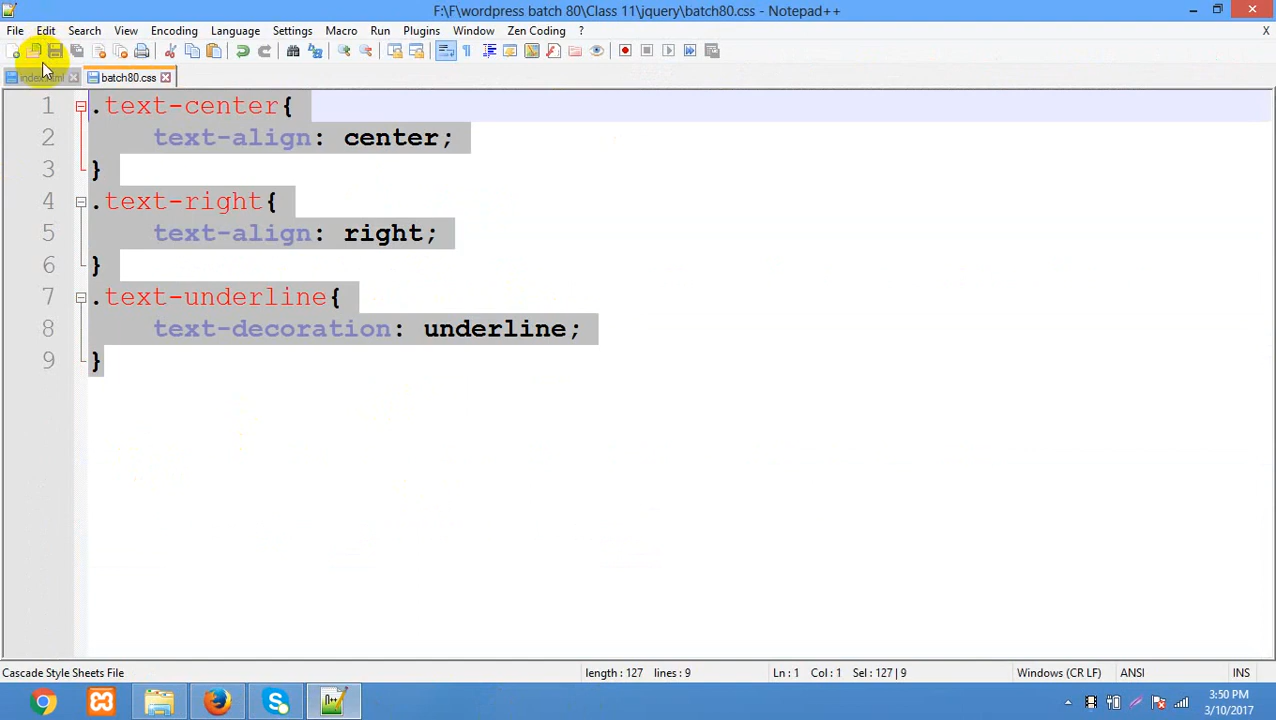 F:\F\wordpress batch 80\Class 11\jquery\batch80.css - Notepad++
File Edit Search View Encoding Language Settings Macro Run Plugins Window Zen Coding ? X
index.html batch80.css
1 .text-center{
2 text-align: center;
3 }
4 .text-right{
5 text-align: right;
6 }
7 .text-underline{
8 text-decoration: underline;
9 }
Cascade Style Sheets File length : 127 lines : 9 Ln : 1 Col : 1 Sel : 127 | 9 Windows (CR LF) ANSI INS
3:50 PM
3/10/2017